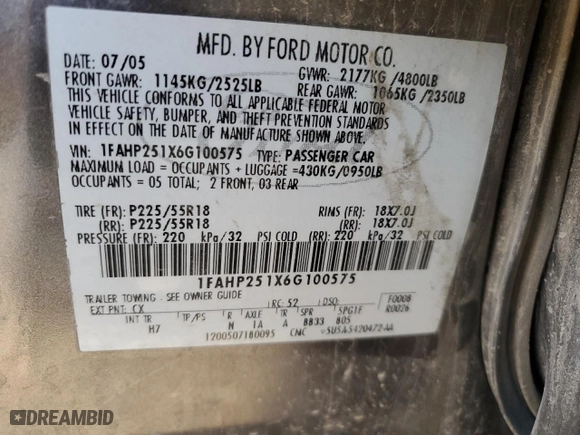 MFD. BY FORD MOTOR CO.
DATE: 07/05 GVWR: 2177KG /4800LB
FRONT GAWR: 1145KG/2525LB REAR GAWR: 1065KG /2350LB
THIS VEHICLE CONFORMS TO ALL APPLICABLE FEDERAL MOTOR
VEHICLE SAFETY, BUMPER, AND THEFT PREVENTION STANDARDS
IN EFFECT ON THE DATE OF MANUFACTURE SHOWN ABOVE.
VIN: 1FAHP251X6G100575 TYPE: PASSENGER CAR
MAXIMUM LOAD = OCCUPANTS + LUGGAGE =430KG/0950LB
OCCUPANTS = 05 TOTAL; 2 FRONT, 03 REAR
TIRE (FR): P225/55R18 RIMS (FR): 18X7.0J
(RR): P225/55R18 (RR): 18X7.0J
PRESSURE (FR): 220 kPa/32 PSI COLD (RR): 220 kPa/32 PSI COLD
1FAHP251X6G100575
TRAILER TOWING - SEE OWNER GUIDE
EXT PNT: CX RC: 52 DSO: F0008
R0026
INT TR TP/PS R AXLE TR SPR SPGIF
H7 N 1A A 8833 805
1200507180095 CMC
DREAMBID